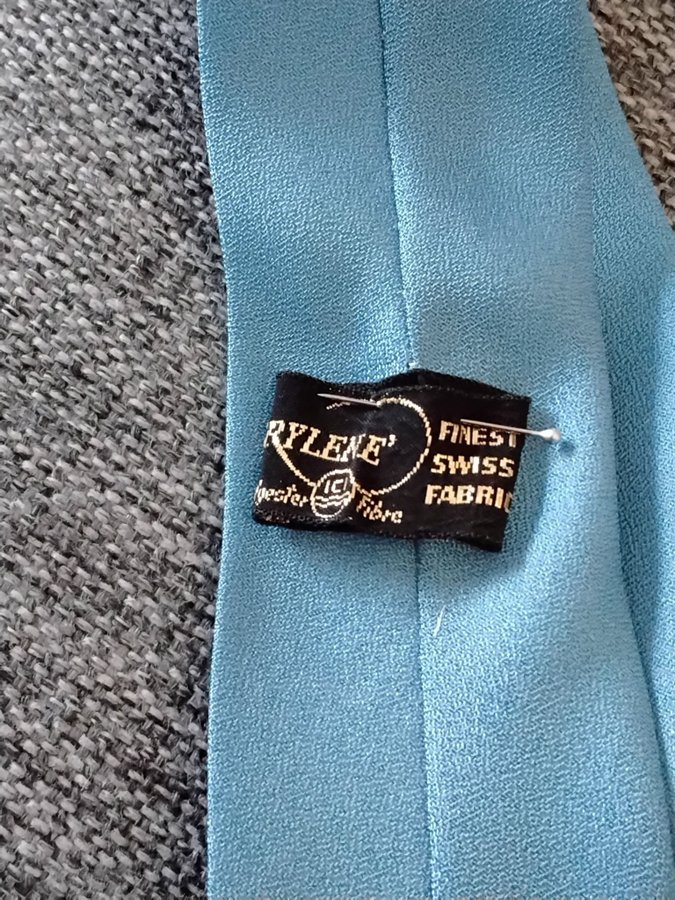 RYLENE'
ICI
lyester Fibre
FINEST
SWISS
FABRIC